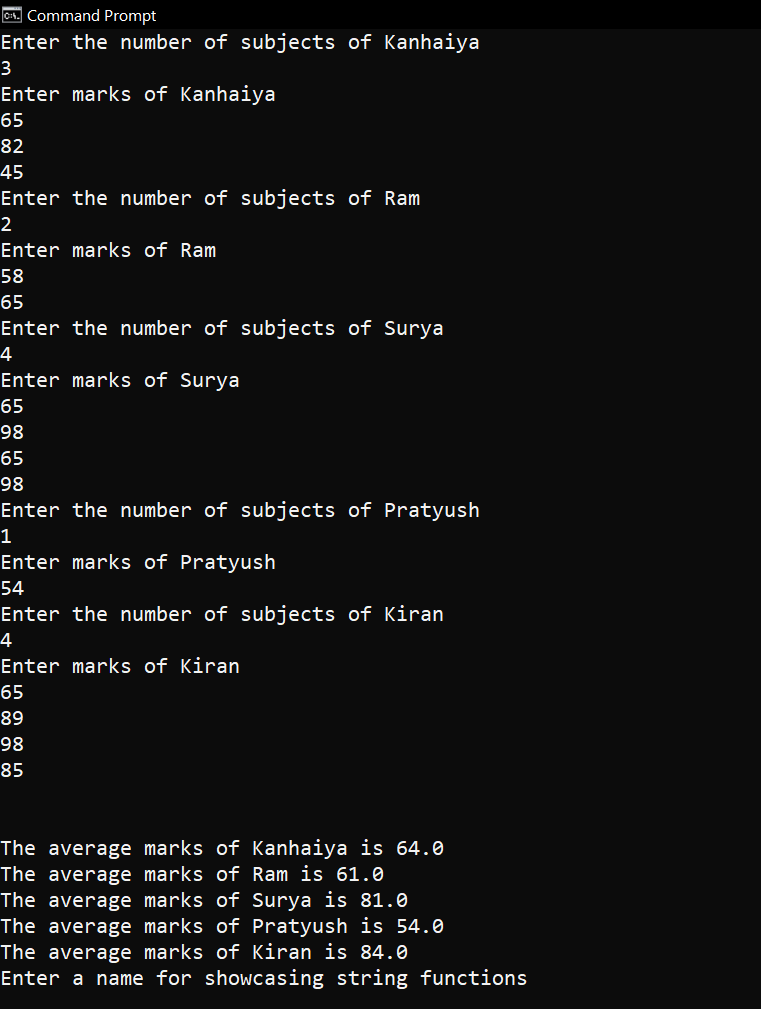 Command Prompt
Enter the number of subjects of Kanhaiya
3
Enter marks of Kanhaiya
65
82
45
Enter the number of subjects of Ram
2
Enter marks of Ram
58
65
Enter the number of subjects of Surya
4
Enter marks of Surya
65
98
65
98
Enter the number of subjects of Pratyush
1
Enter marks of Pratyush
54
Enter the number of subjects of Kiran
4
Enter marks of Kiran
65
89
98
85
The average marks of Kanhaiya is 64.0
The average marks of Ram is 61.0
The average marks of Surya is 81.0
The average marks of Pratyush is 54.0
The average marks of Kiran is 84.0
Enter a name for showcasing string functions